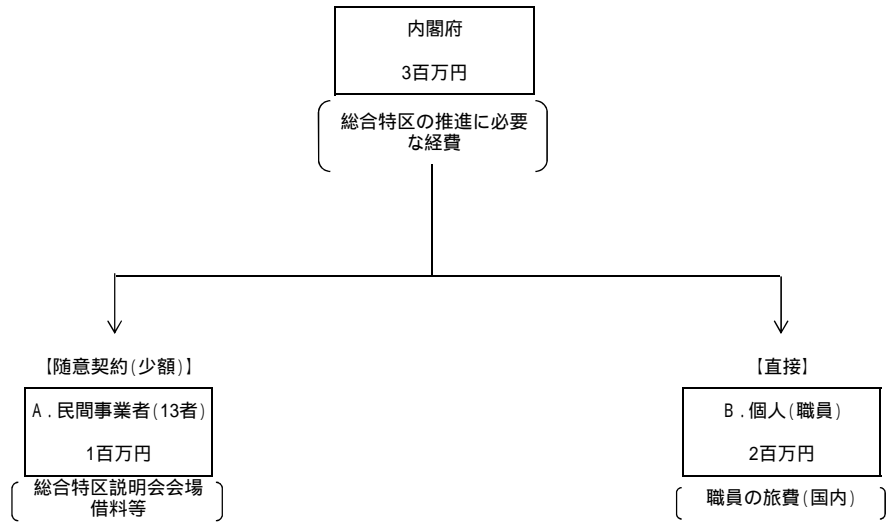 内閣府
3百万円
総合特区の推進に必要
な経費
【随意契約(少額)】
A.民間事業者(13者)
1百万円
総合特区説明会会場
借料等
【直接】
B.個人(職員)
2百万円
職員の旅費(国内)